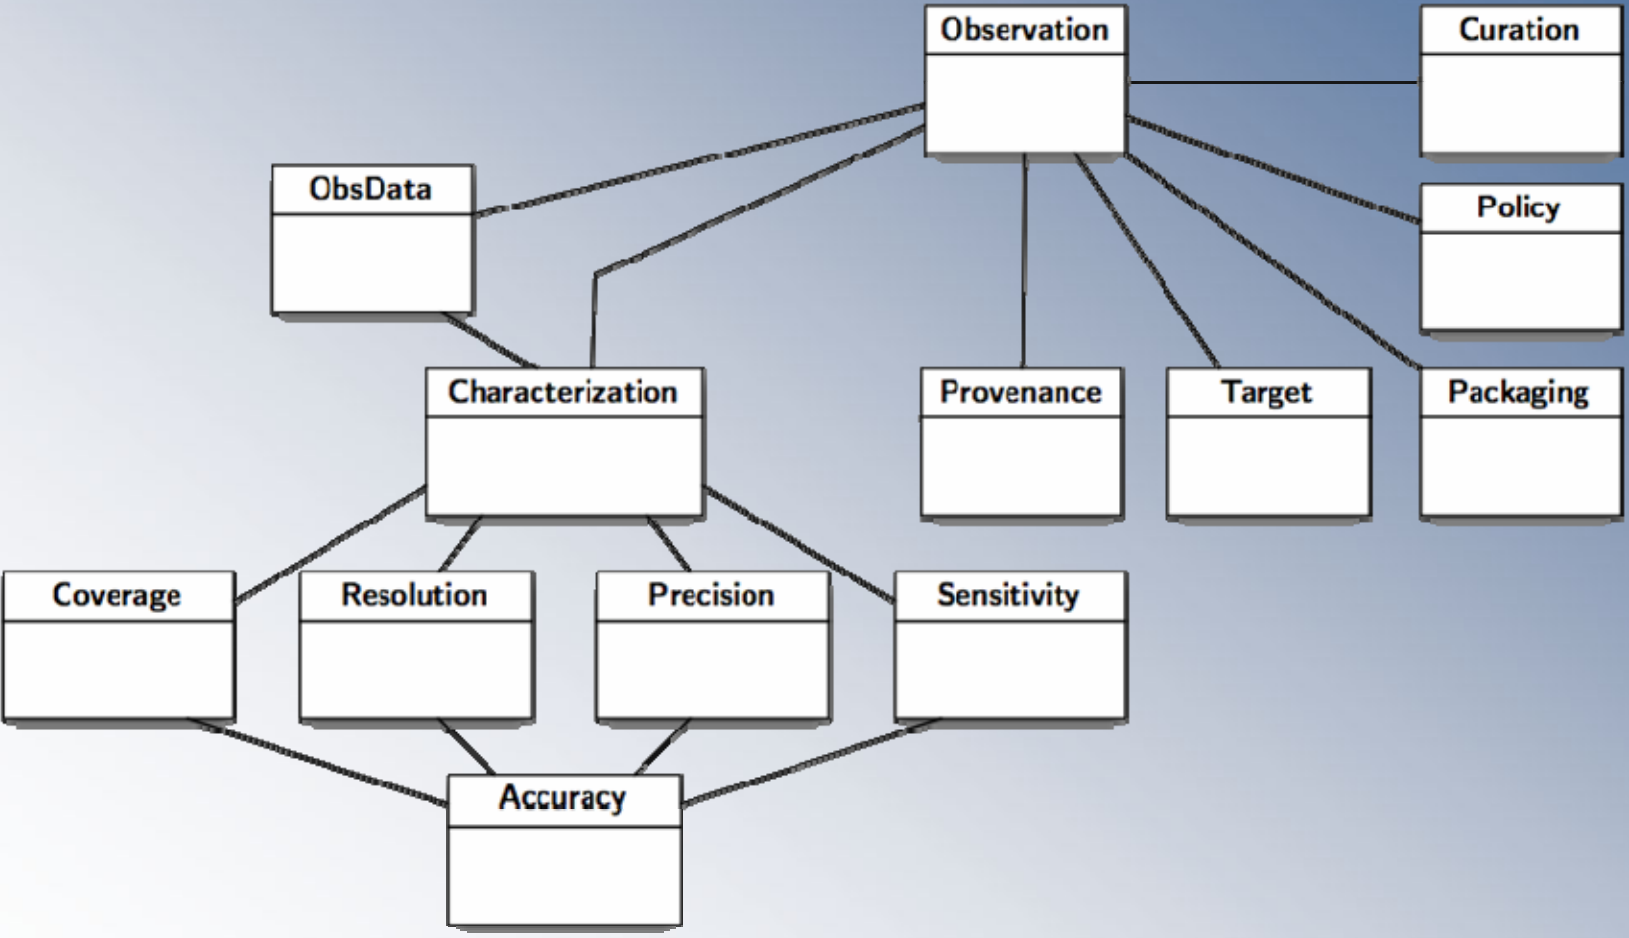 Observation
Curation
ObsData
Policy
Characterization
Provenance
Target
Packaging
Coverage
Resolution
Precision
Sensitivity
Accuracy